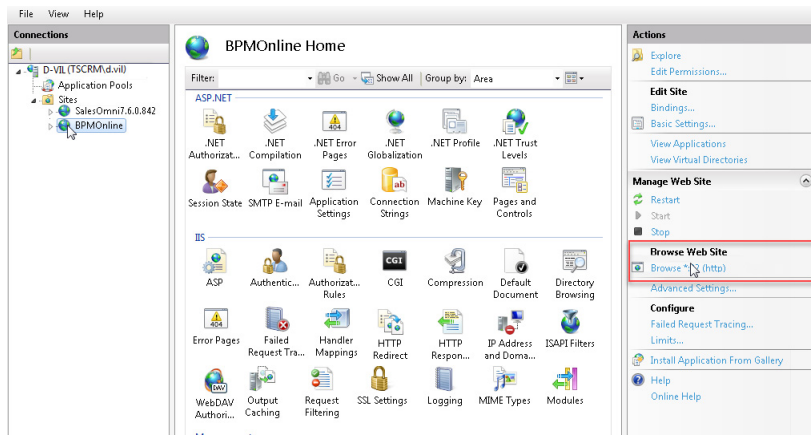 File View Help
Connections
D-VIL (TSCRM\d.vil)
Application Pools
Sites
SalesOmni7.6.0.842
BPMOnline
BPMOnline Home
Filter: Go Show All Group by: Area
ASP.NET
.NET Authorizat...
.NET Compilation
.NET Error Pages
.NET Globalization
.NET Profile
.NET Trust Levels
Session State
SMTP E-mail
Application Settings
Connection Strings
Machine Key
Pages and Controls
IIS
ASP
Authentic...
Authorizat... Rules
CGI
Compression
Default Document
Directory Browsing
Error Pages
Failed Request Tra...
Handler Mappings
HTTP Redirect
HTTP Respon...
IP Address and Doma...
ISAPI Filters
WebDAV Authori...
Output Caching
Request Filtering
SSL Settings
Logging
MIME Types
Modules
Actions
Explore
Edit Permissions...
Edit Site
Bindings...
Basic Settings...
View Applications
View Virtual Directories
Manage Web Site
Restart
Start
Stop
Browse Web Site
Browse (http)
Advanced Settings...
Configure
Failed Request Tracing...
Limits...
Install Application From Gallery
Help
Online Help